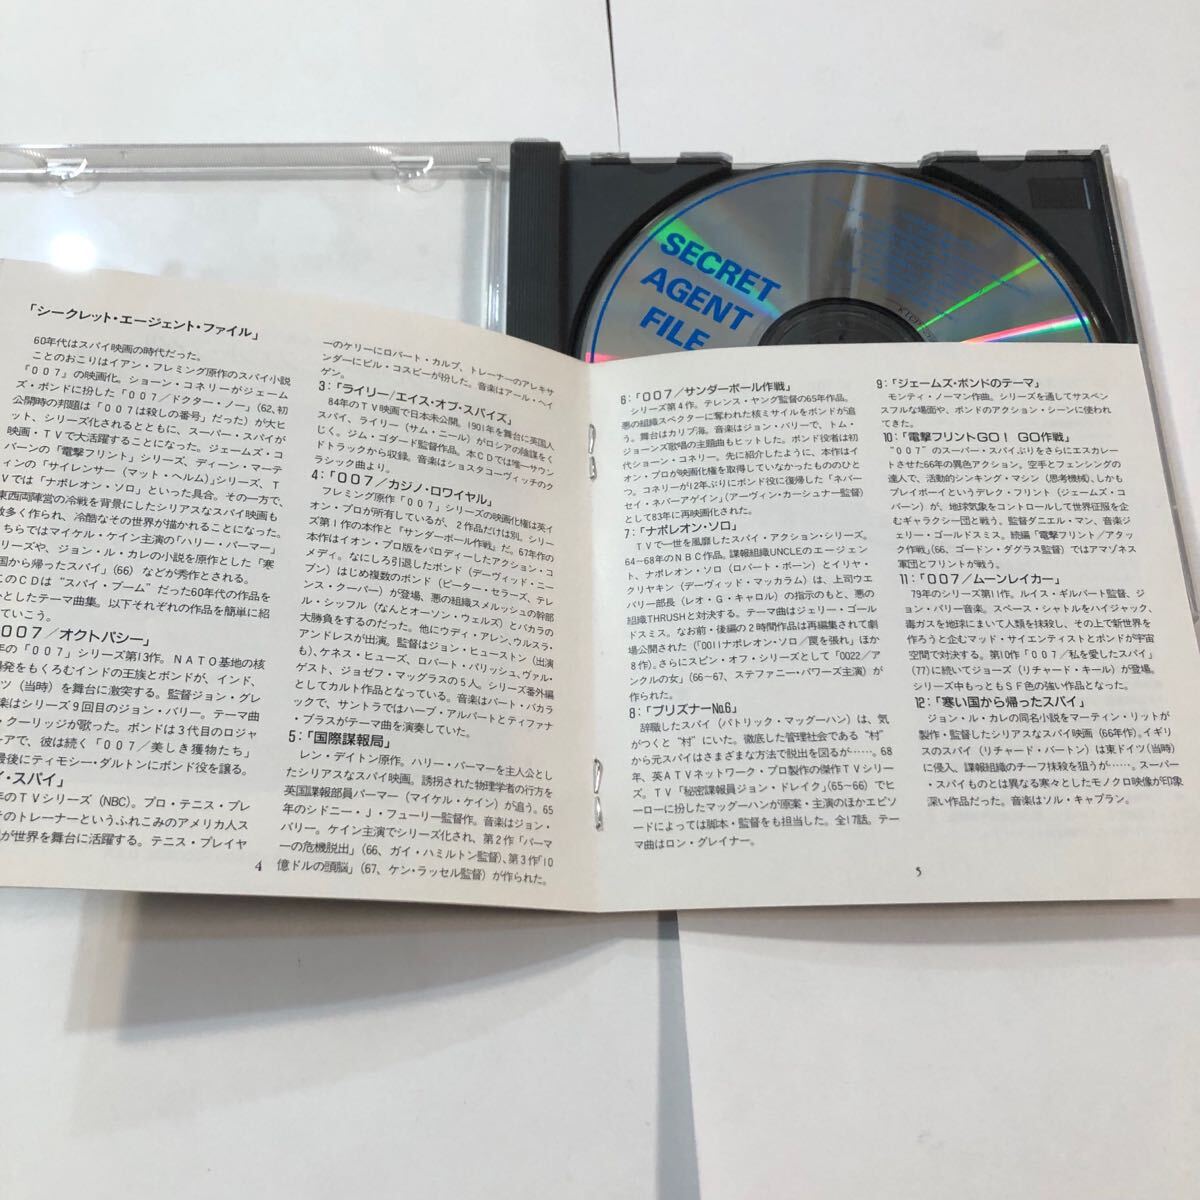 SECRET
AGENT
FILE
「シークレット・エージェント・ファイル」
60年代はスパイ映画の時代だった。
ことのおこりはイアン・フレミング原作のスパイ小説
「００７」の映画化。ショーン・コネリーがジェーム
ズ・ボンドに扮した「００７／ドクター・ノー」（62、初
公開時の邦題は「００７は殺しの番号」だった）が大ヒ
ット、シリーズ化されるとともに、スーパー・スパイが
映画・ＴＶで大活躍することになった。ジェームズ・コ
バーンの「電撃フリント」シリーズ、ディーン・マーテ
ィンの「サイレンサー（マット・ヘルム）」シリーズ、Ｔ
Ｖでは「ナポレオン・ソロ」といった具合。その一方で、
東西両陣営の冷戦を背景にしたシリアスなスパイ映画も
数多く作られ、冷酷なその世界が描かれることになった。
ちらではマイケル・ケイン主演の「ハリー・パーマー」
リーズや、ジョン・ル・カレの小説を原作とした「寒
国から帰ったスパイ」（66）などが秀作とされる。
このＣＤは“スパイ・ブーム”だった60年代の作品を
心としたテーマ曲集。以下それぞれの作品を簡単に紹
していこう。
００７／オクトパシー」
年の「００７」シリーズ第13作。ＮＡＴＯ基地の核
爆発をもくろむインドの王族とボンドが、インド、
ツ（当時）を舞台に激突する。監督ジョン・グレ
楽はシリーズ９回目のジョン・バリー。テーマ曲
・クーリッジが歌った。ボンドは３代目のロジャ
ーアで、彼は続く「００７／美しき獲物たち」
最後にティモシー・ダルトンにボンド役を譲る。
イ・スパイ」
年のＴＶシリーズ（NBC）。プロ・テニス・プレ
そのトレーナーというふれこみのアメリカ人ス
が世界を舞台に活躍する。テニス・プレイヤ
4
ーのケリーにロバート・カルプ、トレーナーのアレキサ
ンダーにビル・コスビーが扮した。音楽はアール・ヘイ
ゲン。
３：「ライリー／エイス・オブ・スパイズ」
84年のＴＶ映画で日本未公開。1901年を舞台に英国人
スパイ、ライリー（サム・ニール）がロシアの陰謀をく
じく。ジム・ゴダード監督作品。本ＣＤでは唯一サウン
ドトラックから収録。音楽はショスタコーヴィッチのク
ラシック曲より。
４：「００７／カジノ・ロワイヤル」
フレミング原作「００７」シリーズの映画化権は英イ
オン・プロが所有しているが、２作品だけは別。シリー
ズ第１作の本作と「サンダーボール作戦」だ。67年作の
本作はイオン・プロ版をパロディーしたアクション・コ
メディ。なにしろ引退したボンド（デーヴィッド・ニー
ブン）はじめ複数のボンド（ピーター・セラーズ、テレ
ンス・クーパー）が登場、悪の組織スメルシュの幹部
ル・シッフル（なんとオーソン・ウェルズ）とバカラの
大勝負をするのだった。他にウディ・アレン、ウルスラ・
アンドレスが出演。監督はジョン・ヒューストン（出演
も）、ケネス・ヒューズ、ロバート・パリッシュ、ヴァル・
ゲスト、ジョゼフ・マッグラスの５人。シリーズ番外編
としてカルト作品となっている。音楽はバート・バカラ
ックで、サントラではハーブ・アルパートとティファナ
・ブラスがテーマ曲を演奏していた。
５：「国際諜報局」
レン・デイトン原作。ハリー・パーマーを主人公とし
たシリアスなスパイ映画。誘拐された物理学者の行方を
英国諜報部員パーマー（マイケル・ケイン）が追う。65
年のシドニー・Ｊ・フューリー監督作。音楽はジョン・
バリー。ケイン主演でシリーズ化され、第２作「パーマ
ーの危機脱出」（66、ガイ・ハミルトン監督）、第３作「10
億ドルの頭脳」（67、ケン・ラッセル監督）が作られた。
６：「００７／サンダーボール作戦」
シリーズ第４作。テレンス・ヤング監督の65年作品。
悪の組織スペクターに奪われた核ミサイルをボンドが追
う。舞台はカリブ海。音楽はジョン・バリーで、トム・
ジョーンズ歌唱の主題曲もヒットした。ボンド役者は初
代ショーン・コネリー。先に紹介したように、本作はイ
オン・プロが映画化権を取得していなかったもののひと
つ。コネリーが12年ぶりにボンド役に復帰した「ネバー
セイ・ネバーアゲイン」（アーヴィン・カーシュナー監督）
として83年に再映画化された。
７：「ナポレオン・ソロ」
ＴＶで一世を風靡したスパイ・アクション・シリーズ。
64〜68年のＮＢＣ作品。諜報組織UNCLEのエージェン
ト、ナポレオン・ソロ（ロバート・ボーン）とイリヤ・
クリヤキン（デーヴィッド・マッカラム）は、上司ウエ
バリー部長（レオ・Ｇ・キャロル）の指示のもと、悪の
組織THRUSHと対決する。テーマ曲はジェリー・ゴール
ドスミス。なお前・後編の２時間作品は再編集されて劇
場公開された（「0011ナポレオン・ソロ／罠を張れ」ほか
８作）。さらにスピン・オフ・シリーズとして「0022／ア
ンクルの女」（66〜67、ステファニー・パワーズ主演）が
作られた。
８：「プリズナーNo.6」
辞職したスパイ（パトリック・マッグーハン）は、気
がつくと“村”にいた。徹底した管理社会である“村”
から元スパイはさまざまな方法で脱出を図るが……。68
年、英ＡＴＶネットワーク・プロ製作の傑作ＴＶシリー
ズ。ＴＶ「秘密諜報員ジョン・ドレイク」（65〜66）でヒ
ーローに扮したマッグーハンが原案・主演のほかエピソ
ードによっては脚本・監督をも担当した。全17話。テー
マ曲はロン・グレイナー。
5
９：「ジェームズ・ボンドのテーマ」
モンティ・ノーマン作曲。シリーズを通してサスペン
スフルな場面や、ボンドのアクション・シーンに使われ
てきた。
10：「電撃フリントGO！ GO作戦」
“００７”のスーパー・スパイぶりをさらにエスカレー
トさせた66年の異色アクション。空手とフェンシングの
達人で、活動的シンキング・マシン（思考機械）、しかも
プレイボーイというデレク・フリント（ジェームズ・コ
バーン）が、地球気象をコントロールして世界征服を企
むギャラクシー団と戦う。監督ダニエル・マン、音楽ジ
ェリー・ゴールドスミス。続編「電撃フリント／アタッ
ク作戦」（66、ゴードン・ダグラス監督）ではアマゾネス
軍団とフリントが戦う。
11：「００７／ムーンレイカー」
79年のシリーズ第11作。ルイス・ギルバート監督、ジ
ョン・バリー音楽。スペース・シャトルをハイジャック、
毒ガスを地球にまいて人類を抹殺し、その上で新世界を
作ろうと企むマッド・サイエンティストとボンドが宇宙
空間で対決する。第10作「００７／私を愛したスパイ」
（77）に続いてジョーズ（リチャード・キール）が登場。
シリーズ中もっともＳＦ色の強い作品となった。
12：「寒い国から帰ったスパイ」
ジョン・ル・カレの同名小説をマーティン・リットが
製作・監督したシリアスなスパイ映画（66年作）。イギリ
スのスパイ（リチャード・バートン）は東ドイツ（当時）
に侵入、諜報組織のチーフ抹殺を狙うが……。スーパー
・スパイものとは異なる寒々としたモノクロ映像が印象
深い作品だった。音楽はソル・キャプラン。